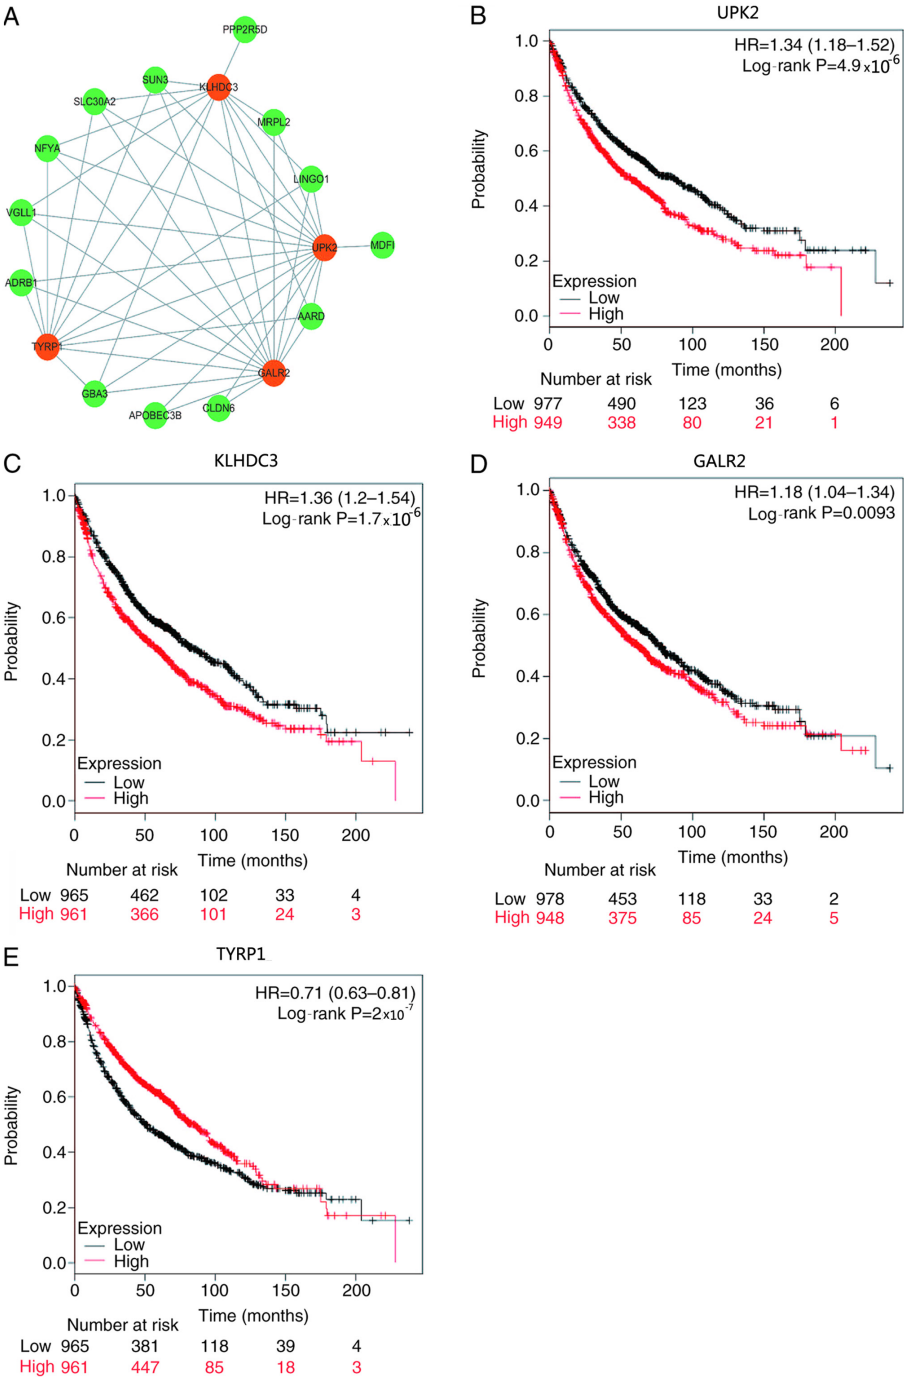 A
PPP2R5D
SUN3
KLHDC3
SLC30A2
MRPL2
NFYA
LINGO1
VGLL1
UPK2
MDFI
ADRB1
AARD
TYRP1
GALR2
GBA3
APOBEC3B
CLDN6
B
UPK2
HR=1.34 (1.18–1.52)
Log-rank P=4.9x10-6
Probability
1.0
0.8
0.6
0.4
0.2
0.0
Expression
Low
High
0 50 100 150 200
Time (months)
Number at risk
Low 977 490 123 36 6
High 949 338 80 21 1
C
KLHDC3
HR=1.36 (1.2–1.54)
Log-rank P=1.7x10-6
Probability
1.0
0.8
0.6
0.4
0.2
0.0
Expression
Low
High
0 50 100 150 200
Time (months)
Number at risk
Low 965 462 102 33 4
High 961 366 101 24 3
D
GALR2
HR=1.18 (1.04–1.34)
Log-rank P=0.0093
Probability
1.0
0.8
0.6
0.4
0.2
0.0
Expression
Low
High
0 50 100 150 200
Time (months)
Number at risk
Low 978 453 118 33 2
High 948 375 85 24 5
E
TYRP1
HR=0.71 (0.63–0.81)
Log-rank P=2x10-7
Probability
1.0
0.8
0.6
0.4
0.2
0.0
Expression
Low
High
0 50 100 150 200
Time (months)
Number at risk
Low 965 381 118 39 4
High 961 447 85 18 3